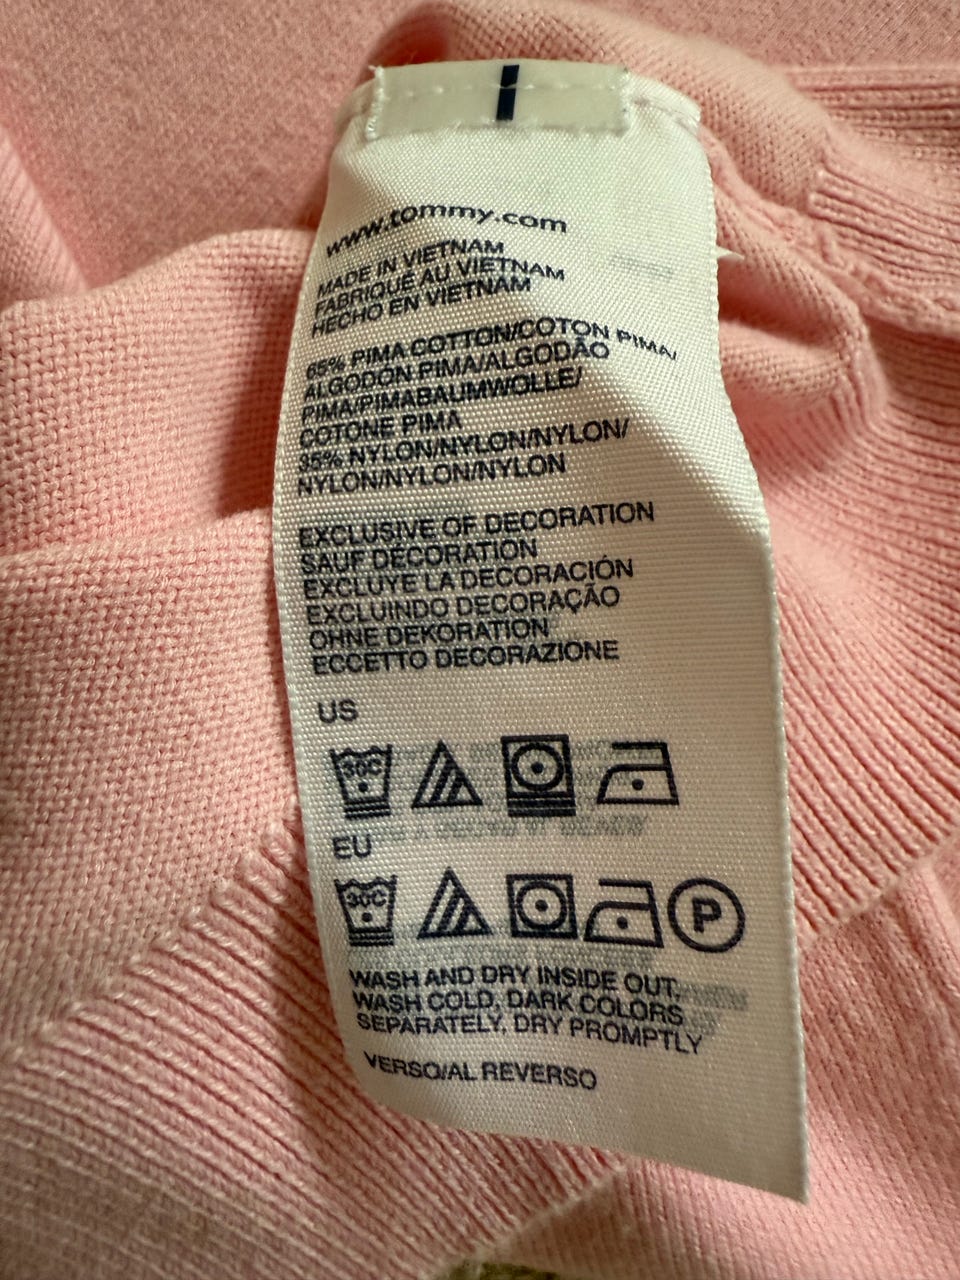 www.tommy.com
MADE IN VIETNAM
FABRIQUÉ AU VIETNAM
HECHO EN VIETNAM
65% PIMA COTTON/COTON PIMA/
ALGODÓN PIMA/ALGODÃO
PIMA/PIMABAUMWOLLE/
COTONE PIMA
35% NYLON/NYLON/NYLON/
NYLON/NYLON/NYLON
EXCLUSIVE OF DECORATION
SAUF DÉCORATION
EXCLUYE LA DECORACIÓN
EXCLUINDO DECORAÇÃO
OHNE DEKORATION
ECCETTO DECORAZIONE
US
30C
EU
30C P
WASH AND DRY INSIDE OUT,
WASH COLD, DARK COLORS
SEPARATELY, DRY PROMPTLY
VERSO/AL REVERSO